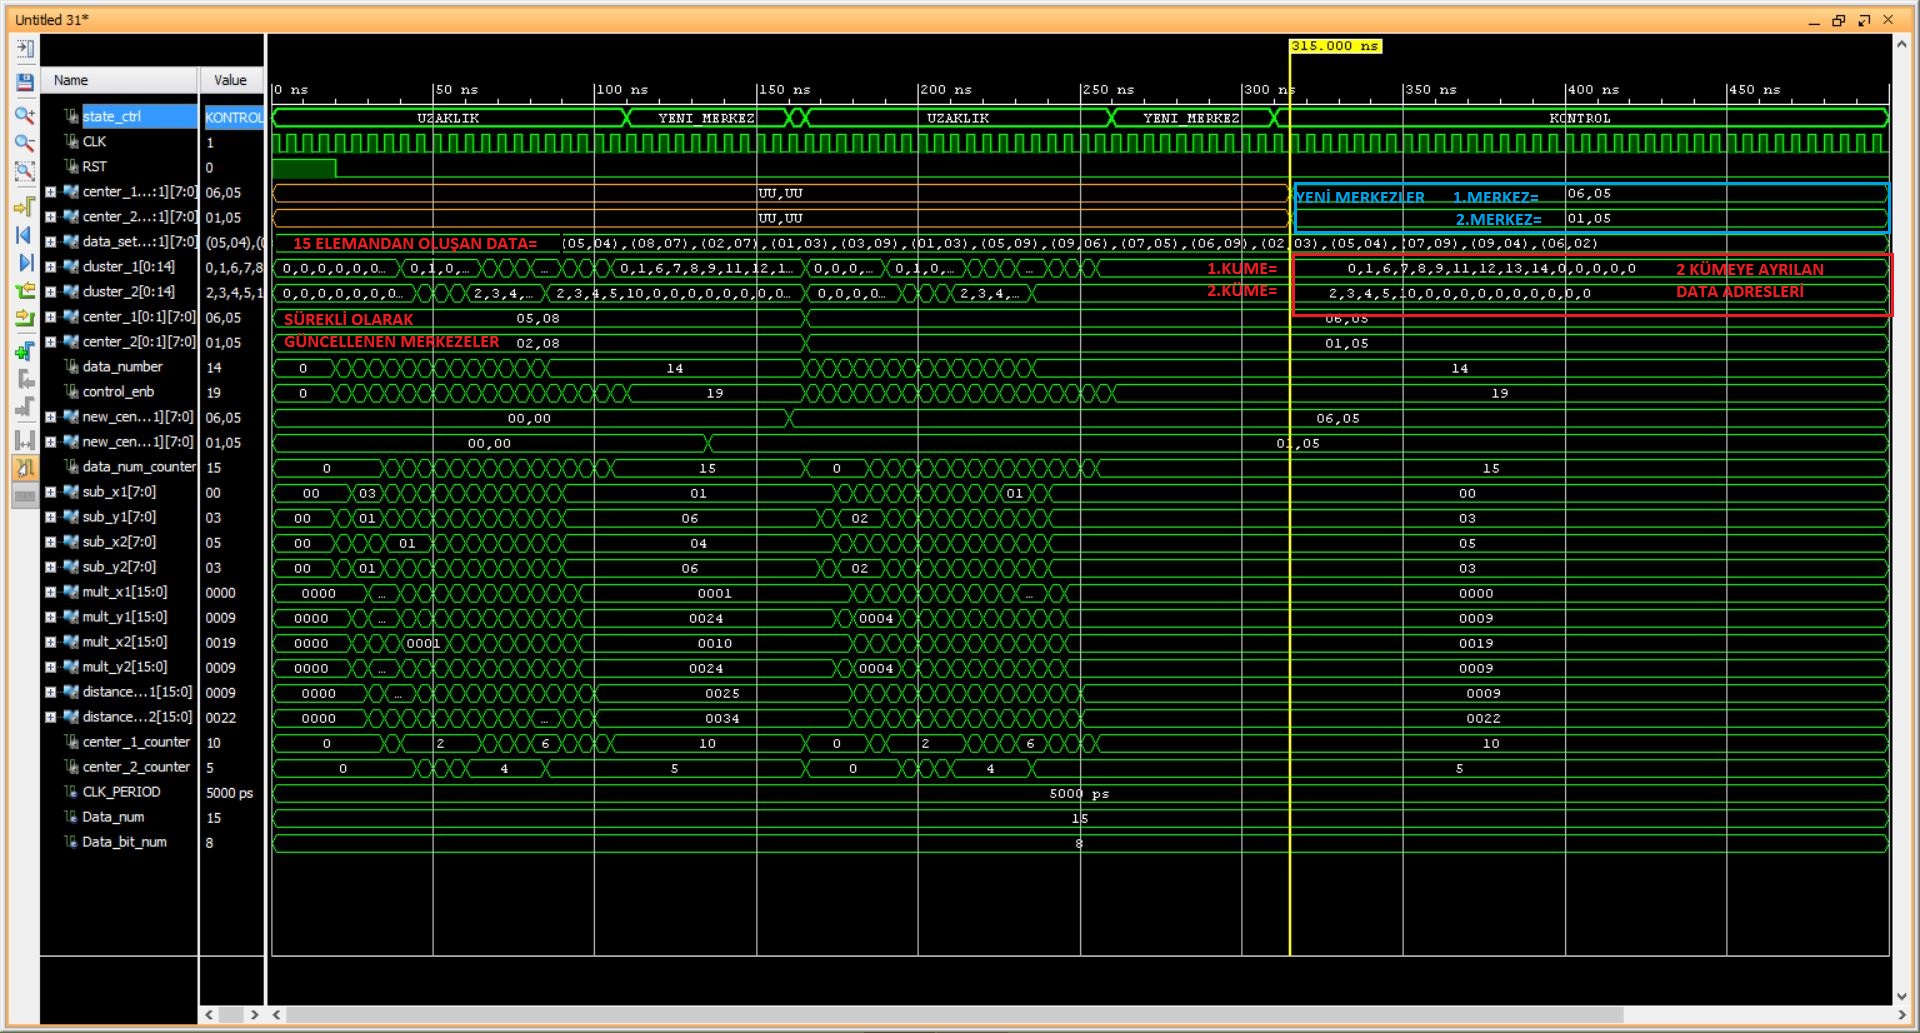 Untitled 31*
Name Value
315.000 ns
0 ns 50 ns 100 ns 150 ns 200 ns 250 ns 300 ns 350 ns 400 ns 450 ns
state_ctrl KONTROL UZAKLIK YENI_MERKEZ UZAKLIK YENI_MERKEZ KONTROL
CLK 1
RST 0
center_1...:1][7:0] 06,05 UU,UU YENİ MERKEZLER 1.MERKEZ= 06,05
center_2...:1][7:0] 01,05 UU,UU 2.MERKEZ= 01,05
data_set...:1][7:0] (05,04),(0 15 ELEMANDAN OLUŞAN DATA= (05,04),(08,07),(02,07),(01,03),(03,09),(01,03),(05,09),(09,06),(07,05),(06,09),(02,03),(05,04),(07,09),(09,04),(06,02)
cluster_1[0:14] 0,1,6,7,8 0,0,0,0,0,0... 0,1,0,... ... 0,1,6,7,8,9,11,12,1... 0,0,0,... 0,1,0,... ... 1.KUME= 0,1,6,7,8,9,11,12,13,14,0,0,0,0,0 2 KÜMEYE AYRILAN
cluster_2[0:14] 2,3,4,5,1 0,0,0,0,0,0,0... 2,3,4,... 2,3,4,5,10,0,0,0,0,0,0,0,0... 0,0,0,0... 2,3,4,... 2.KÜME= 2,3,4,5,10,0,0,0,0,0,0,0,0,0,0 DATA ADRESLERİ
center_1[0:1][7:0] 06,05 SÜREKLİ OLARAK 05,08 06,05
center_2[0:1][7:0] 01,05 GÜNCELLENEN MERKEZELER 02,08 01,05
data_number 14 0 14 14
control_enb 19 0 19 19
new_cen...1][7:0] 06,05 00,00 06,05
new_cen...1][7:0] 01,05 00,00 01,05
data_num_counter 15 0 15 0 15
sub_x1[7:0] 00 00 03 01 01 00
sub_y1[7:0] 03 00 01 06 02 03
sub_x2[7:0] 05 00 01 04 05
sub_y2[7:0] 03 00 01 06 02 03
mult_x1[15:0] 0000 0000 ... 0001 ... 0000
mult_y1[15:0] 0009 0000 ... 0024 0004 0009
mult_x2[15:0] 0019 0000 0001 0010 0019
mult_y2[15:0] 0009 0000 ... 0024 0004 0009
distance...1[15:0] 0009 0000 ... 0025 0009
distance...2[15:0] 0022 0000 ... 0034 0022
center_1_counter 10 0 2 6 10 0 2 6 10
center_2_counter 5 0 4 5 0 4 5
CLK_PERIOD 5000 ps 5000 ps
Data_num 15 15
Data_bit_num 8 8